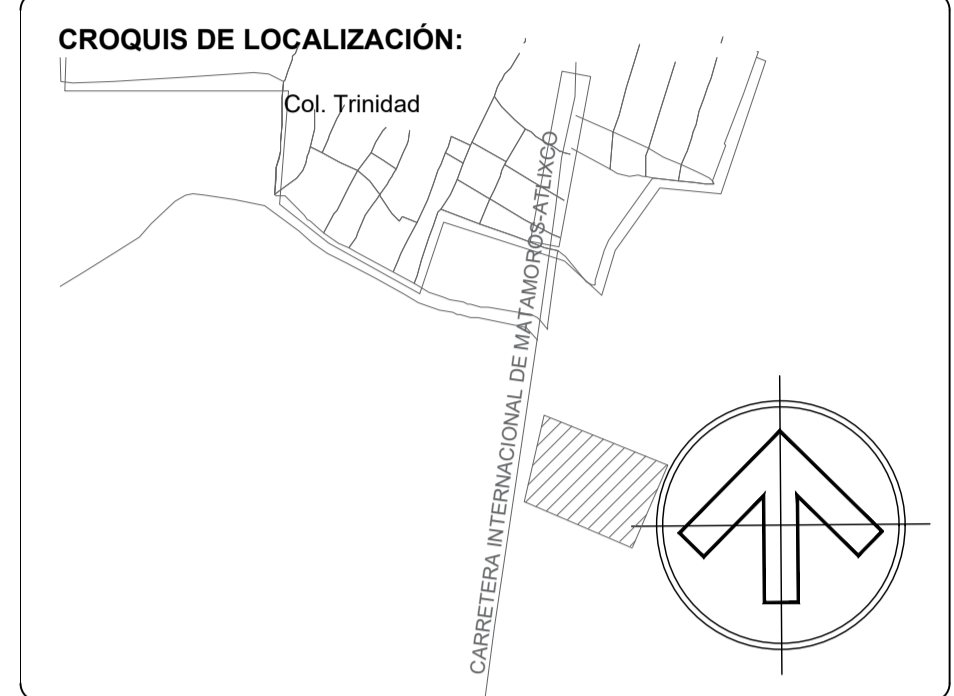 CROQUIS DE LOCALIZACIÓN:
Col. Trinidad
CARRETERA INTERNACIONAL DE MATAMOROS-ATLIXCO